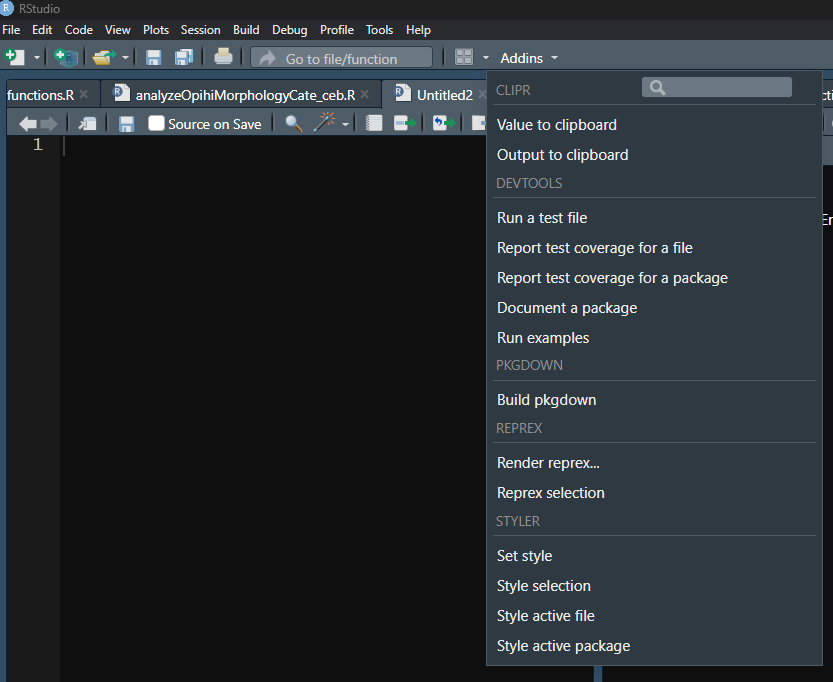 RStudio
File Edit Code View Plots Session Build Debug Profile Tools Help
Go to file/function Addins
functions.R analyzeOpihiMorphologyCate_ceb.R Untitled2
Source on Save
1
CLIPR
Value to clipboard
Output to clipboard
DEVTOOLS
Run a test file
Report test coverage for a file
Report test coverage for a package
Document a package
Run examples
PKGDOWN
Build pkgdown
REPREX
Render reprex...
Reprex selection
STYLER
Set style
Style selection
Style active file
Style active package